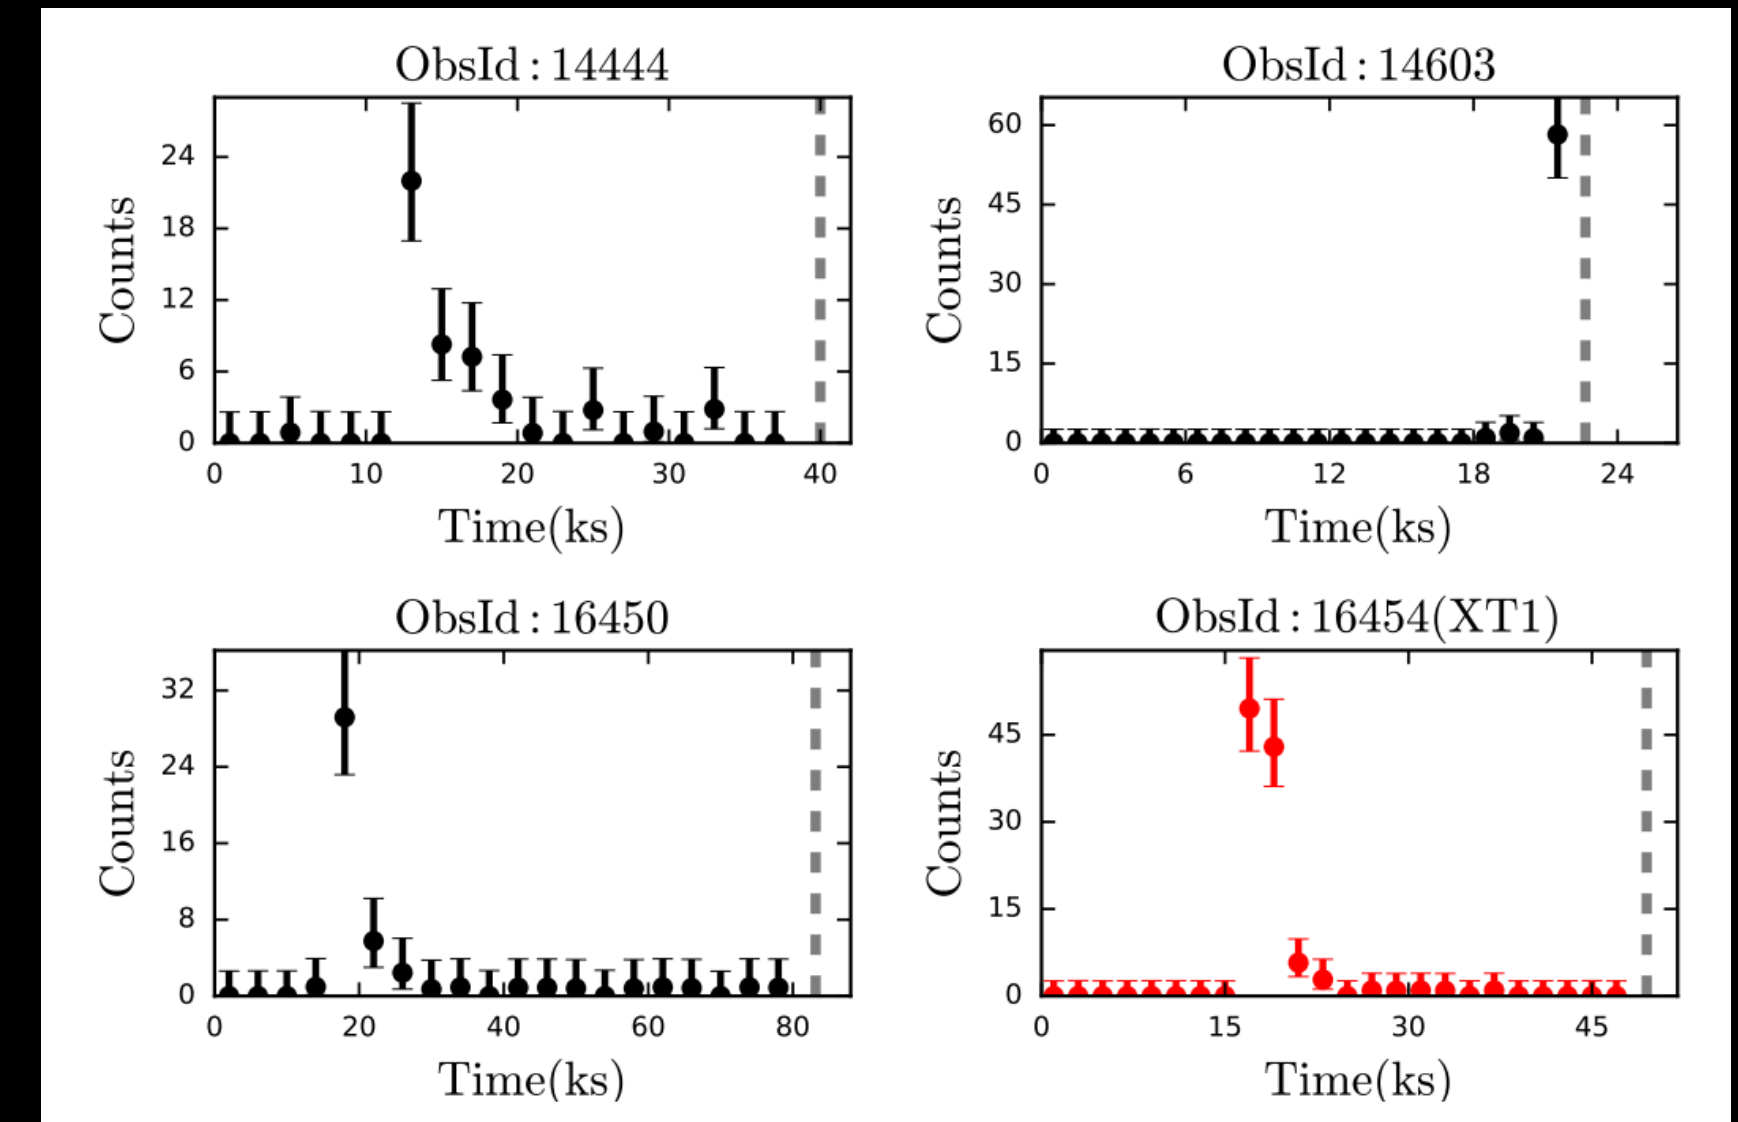 ObsId : 14444
Counts
24
18
12
6
0
0 10 20 30 40
Time(ks)
ObsId : 14603
Counts
60
45
30
15
0
0 6 12 18 24
Time(ks)
ObsId : 16450
Counts
32
24
16
8
0
0 20 40 60 80
Time(ks)
ObsId : 16454(XT1)
Counts
45
30
15
0
0 15 30 45
Time(ks)